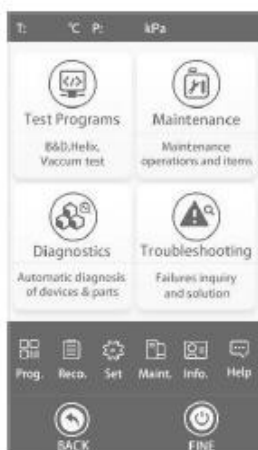 T: °C P: kPa
Test Programs
B&D,Helix,
Vaccum test
Maintenance
Maintenance
operations and items
Diagnostics
Automatic diagnosis
of devices & parts
Troubleshooting
Failures inquiry
and solution
Prog. Reco. Set Maint. Info. Help
BACK FINE